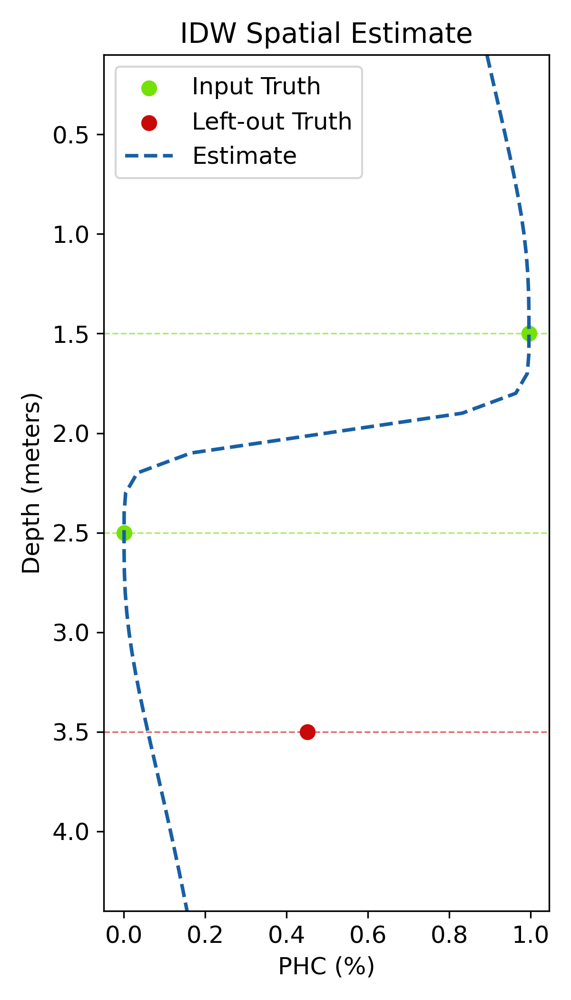 IDW Spatial Estimate
Input Truth
Left-out Truth
Estimate
0.5
1.0
1.5
2.0
2.5
3.0
3.5
4.0
Depth (meters)
0.0 0.2 0.4 0.6 0.8 1.0
PHC (%)